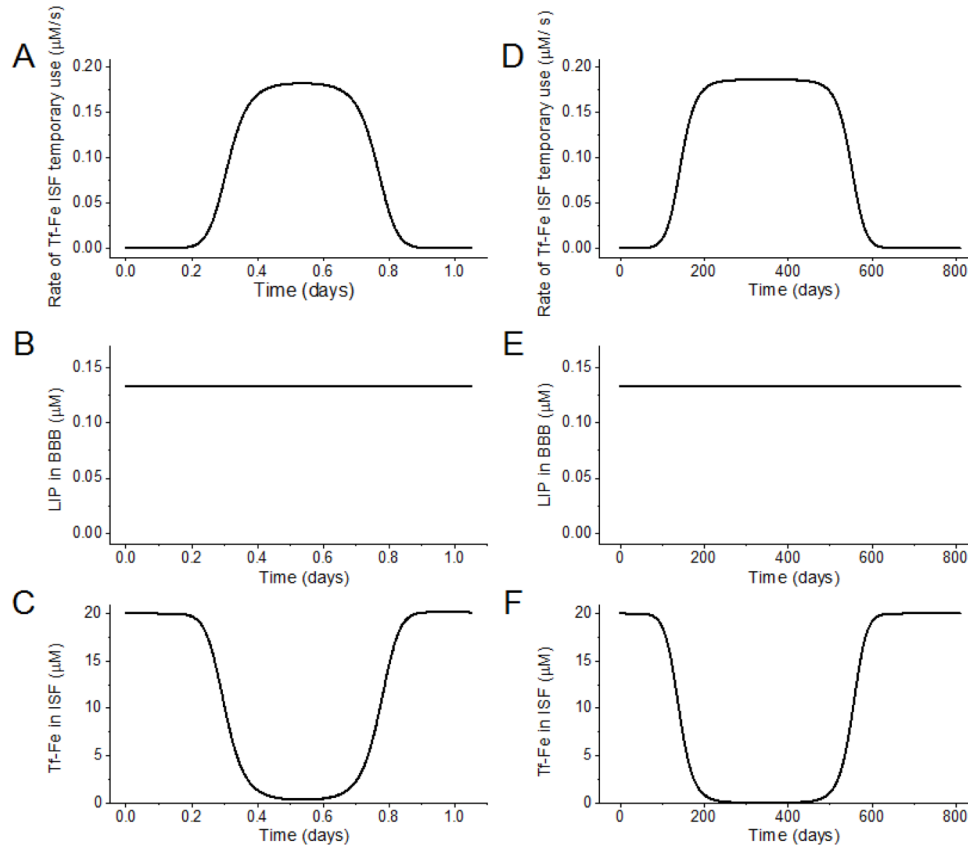 A
Rate of Tf-Fe ISF temporary use (μM/ s)
0.20
0.15
0.10
0.05
0.00
0.0 0.2 0.4 0.6 0.8 1.0
Time (days)
D
Rate of Tf-Fe ISF temporary use (μM/ s)
0.20
0.15
0.10
0.05
0.00
0 200 400 600 800
Time (days)
B
LIP in BBB (μM)
0.15
0.10
0.05
0.00
0.0 0.2 0.4 0.6 0.8 1.0
Time (days)
E
LIP in BBB (μM)
0.15
0.10
0.05
0.00
0 200 400 600 800
Time (days)
C
Tf-Fe in ISF (μM)
20
15
10
5
0
0.0 0.2 0.4 0.6 0.8 1.0
Time (days)
F
Tf-Fe in ISF (μM)
20
15
10
5
0
0 200 400 600 800
Time (days)